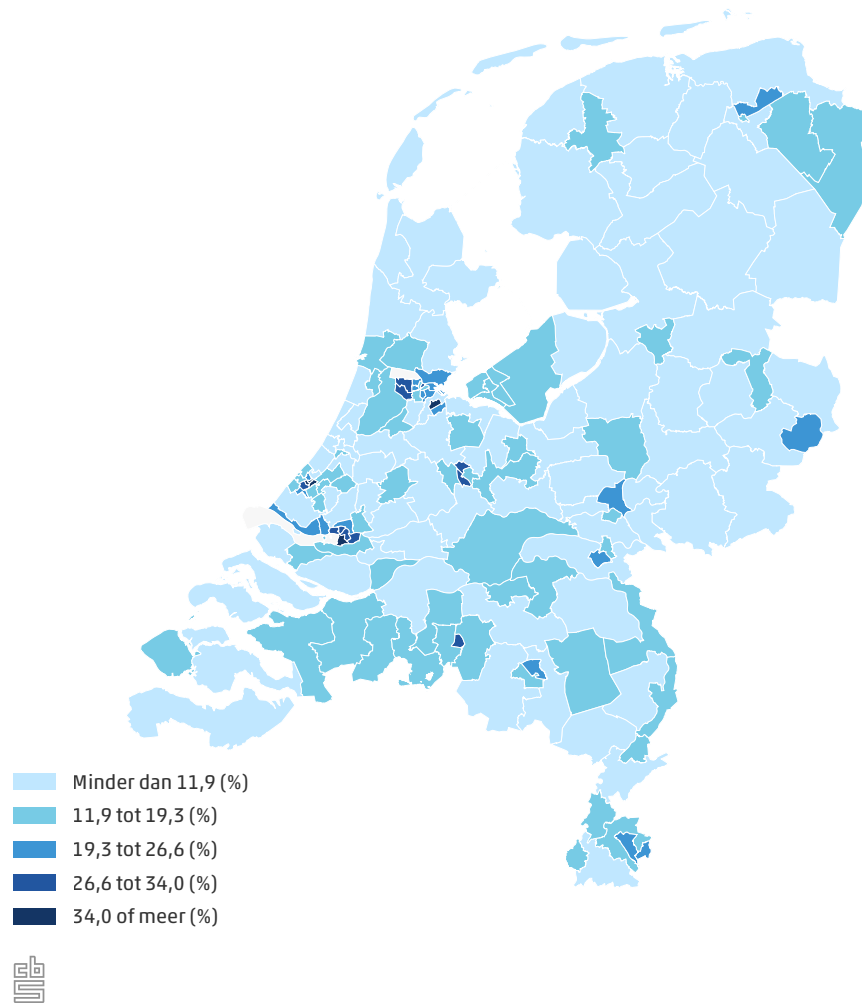 Minder dan 11,9 (%)
11,9 tot 19,3 (%)
19,3 tot 26,6 (%)
26,6 tot 34,0 (%)
34,0 of meer (%)
cbs